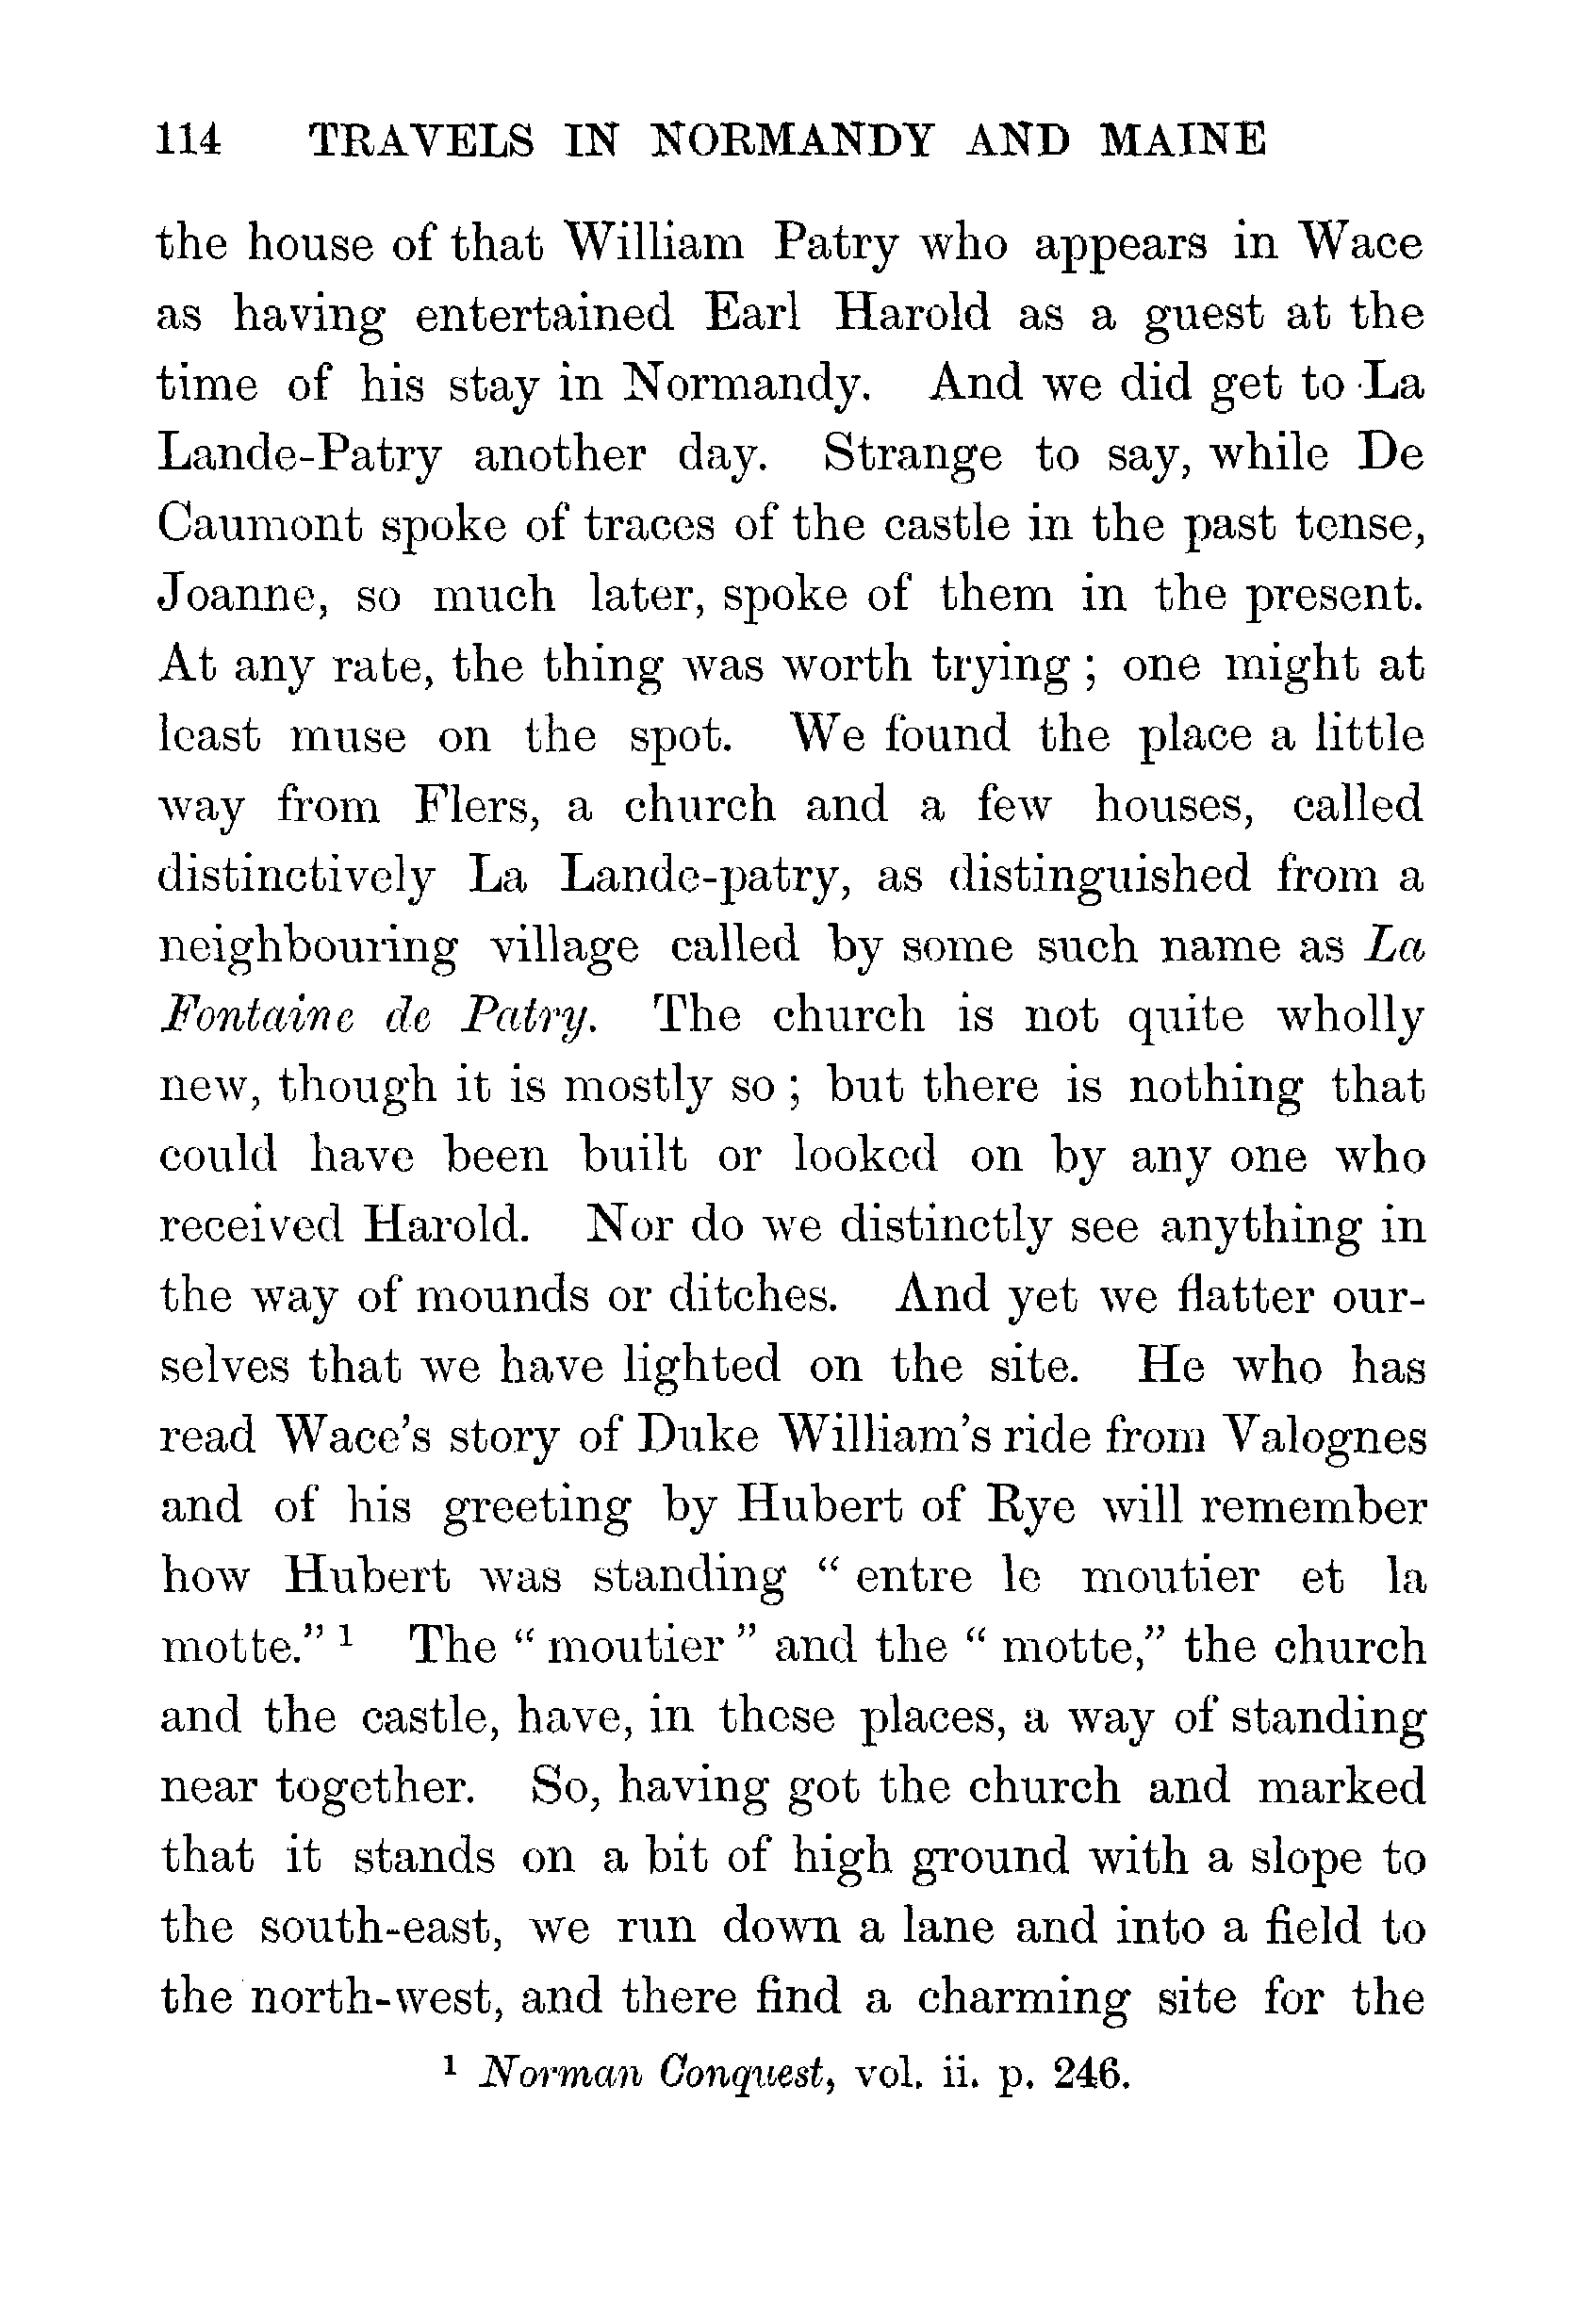 114 TRAVELS IN NORMANDY AND MAINE
the house of that William Patry who appears in Wace
as having entertained Earl Harold as a guest at the
time of his stay in Normandy. And we did get to La
Lande-Patry another day. Strange to say, while De
Caumont spoke of traces of the castle in the past tense,
Joanne, so much later, spoke of them in the present.
At any rate, the thing was worth trying ; one might at
least muse on the spot. We found the place a little
way from Flers, a church and a few houses, called
distinctively La Lande-patry, as distinguished from a
neighbouring village called by some such name as La
Fontaine de Patry. The church is not quite wholly
new, though it is mostly so ; but there is nothing that
could have been built or looked on by any one who
received Harold. Nor do we distinctly see anything in
the way of mounds or ditches. And yet we flatter our-
selves that we have lighted on the site. He who has
read Wace's story of Duke William's ride from Valognes
and of his greeting by Hubert of Rye will remember
how Hubert was standing “ entre le moutier et la
motte.” ¹ The “ moutier ” and the “ motte,” the church
and the castle, have, in these places, a way of standing
near together. So, having got the church and marked
that it stands on a bit of high ground with a slope to
the south-east, we run down a lane and into a field to
the north-west, and there find a charming site for the
¹ Norman Conquest, vol. ii. p. 246.